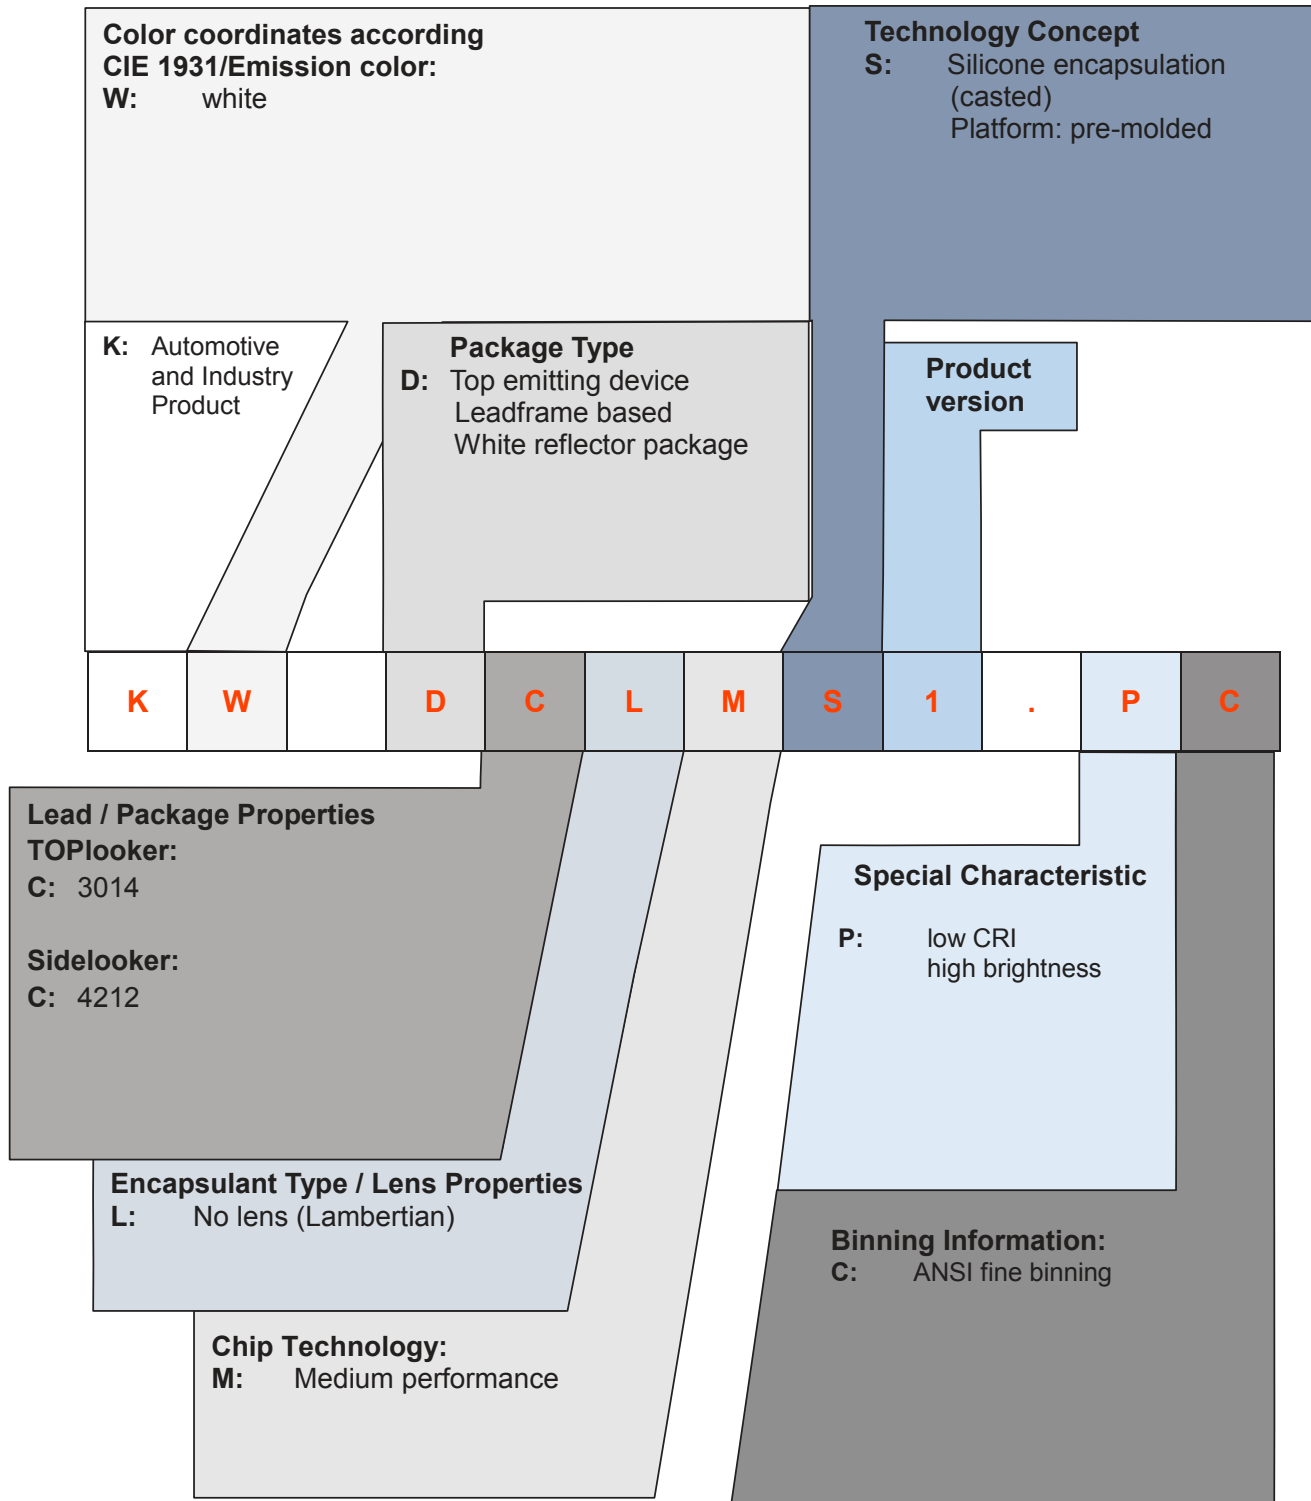 Color coordinates according
CIE 1931/Emission color:
W: white
Technology Concept
S: Silicone encapsulation
(casted)
Platform: pre-molded
K: Automotive
and Industry
Product
Package Type
D: Top emitting device
Leadframe based
White reflector package
Product
version
K W D C L M S 1 . P C
Lead / Package Properties
TOPlooker:
C: 3014
Sidelooker:
C: 4212
Special Characteristic
P: low CRI
high brightness
Encapsulant Type / Lens Properties
L: No lens (Lambertian)
Binning Information:
C: ANSI fine binning
Chip Technology:
M: Medium performance